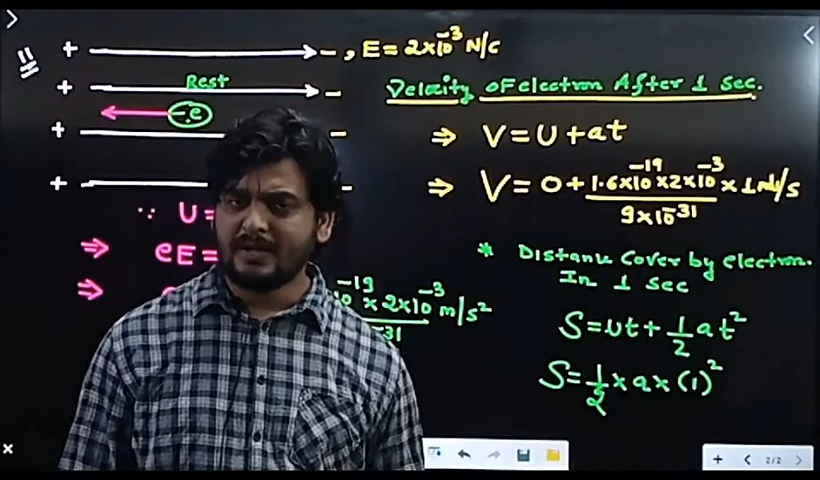 + → - , E = 2×10⁻³ N/C
Rest
+ → -
-e
+ -
+ -
∵ U =
⇒ eE =
⇒
⁻¹⁹ × 2×10⁻³ m/s²
⁻³¹
Velocity of electron After 1 sec.
⇒ V = U + at
⇒ V = 0 + 1.6×10⁻¹⁹×2×10⁻³ × 1 m/s
9×10⁻³¹
* Distance Cover by electron.
In 1 sec
S = ut + 1/2 at²
S = 1/2 × a × (1)²
2/2